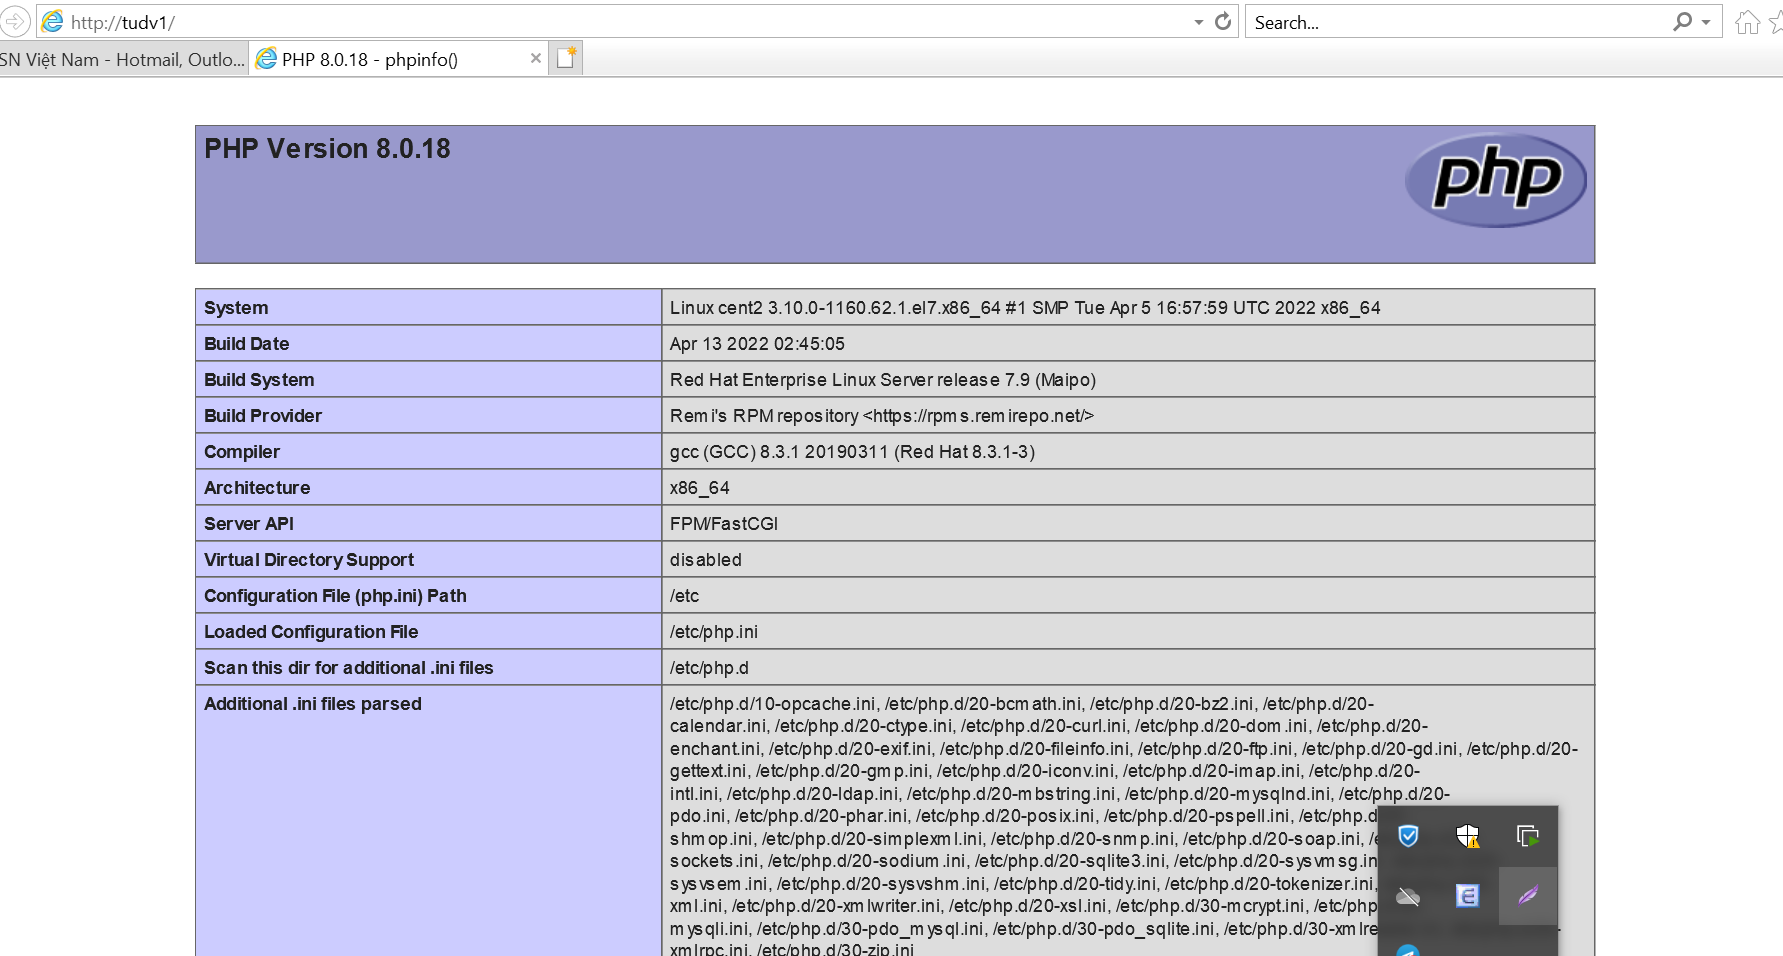 http://tudv1/
Search...
SN Việt Nam - Hotmail, Outlo...
PHP 8.0.18 - phpinfo()
PHP Version 8.0.18
php
System Linux cent2 3.10.0-1160.62.1.el7.x86_64 #1 SMP Tue Apr 5 16:57:59 UTC 2022 x86_64
Build Date Apr 13 2022 02:45:05
Build System Red Hat Enterprise Linux Server release 7.9 (Maipo)
Build Provider Remi's RPM repository <https://rpms.remirepo.net/>
Compiler gcc (GCC) 8.3.1 20190311 (Red Hat 8.3.1-3)
Architecture x86_64
Server API FPM/FastCGI
Virtual Directory Support disabled
Configuration File (php.ini) Path /etc
Loaded Configuration File /etc/php.ini
Scan this dir for additional .ini files /etc/php.d
Additional .ini files parsed /etc/php.d/10-opcache.ini, /etc/php.d/20-bcmath.ini, /etc/php.d/20-bz2.ini, /etc/php.d/20-
calendar.ini, /etc/php.d/20-ctype.ini, /etc/php.d/20-curl.ini, /etc/php.d/20-dom.ini, /etc/php.d/20-
enchant.ini, /etc/php.d/20-exif.ini, /etc/php.d/20-fileinfo.ini, /etc/php.d/20-ftp.ini, /etc/php.d/20-gd.ini, /etc/php.d/20-
gettext.ini, /etc/php.d/20-gmp.ini, /etc/php.d/20-iconv.ini, /etc/php.d/20-imap.ini, /etc/php.d/20-
intl.ini, /etc/php.d/20-ldap.ini, /etc/php.d/20-mbstring.ini, /etc/php.d/20-mysqlnd.ini, /etc/php.d/20-
pdo.ini, /etc/php.d/20-phar.ini, /etc/php.d/20-posix.ini, /etc/php.d/20-pspell.ini, /etc/php.d
shmop.ini, /etc/php.d/20-simplexml.ini, /etc/php.d/20-snmp.ini, /etc/php.d/20-soap.ini,
sockets.ini, /etc/php.d/20-sodium.ini, /etc/php.d/20-sqlite3.ini, /etc/php.d/20-sysvmsg.in
sysvsem.ini, /etc/php.d/20-sysvshm.ini, /etc/php.d/20-tidy.ini, /etc/php.d/20-tokenizer.ini,
xml.ini, /etc/php.d/20-xmlwriter.ini, /etc/php.d/20-xsl.ini, /etc/php.d/30-mcrypt.ini, /etc/php
mysqli.ini, /etc/php.d/30-pdo_mysql.ini, /etc/php.d/30-pdo_sqlite.ini, /etc/php.d/30-xmlre
xmlrpc.ini, /etc/php.d/30-zip.ini